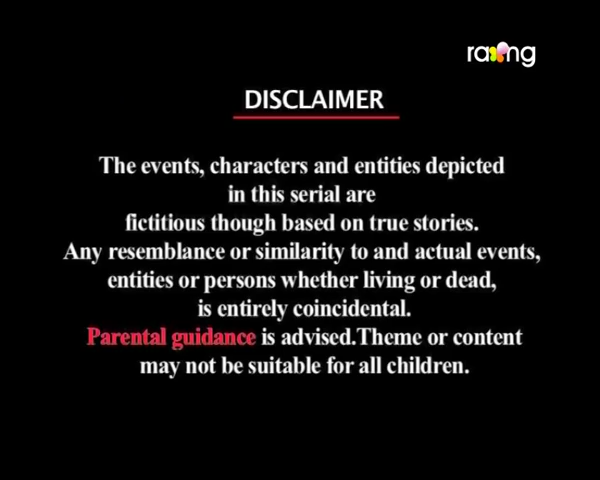 rang
DISCLAIMER
The events, characters and entities depicted
in this serial are
fictitious though based on true stories.
Any resemblance or similarity to and actual events,
entities or persons whether living or dead,
is entirely coincidental.
Parental guidance is advised.Theme or content
may not be suitable for all children.